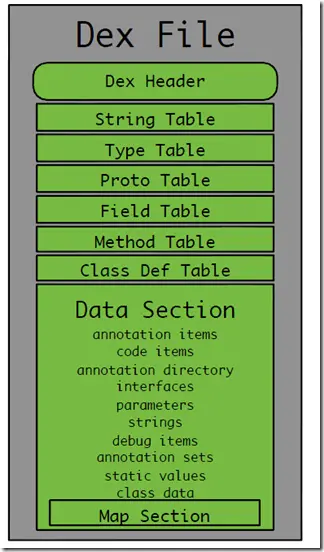 Dex File
Dex Header
String Table
Type Table
Proto Table
Field Table
Method Table
Class Def Table
Data Section
annotation items
code items
annotation directory
interfaces
parameters
strings
debug items
annotation sets
static values
class data
Map Section